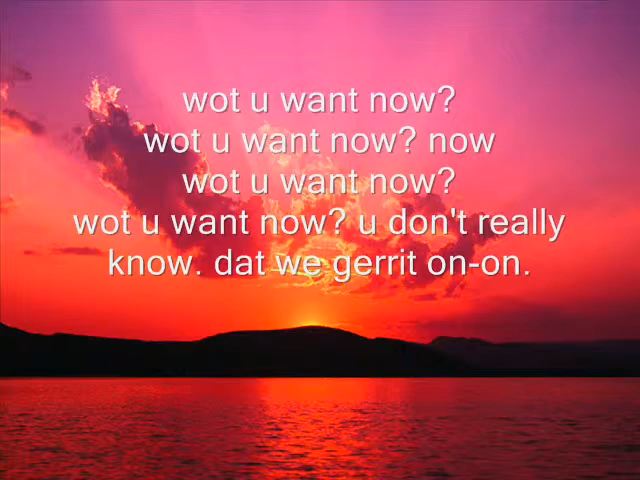 wot u want now?
wot u want now? now
wot u want now?
wot u want now? u don't really
know. dat we gerrit on-on.